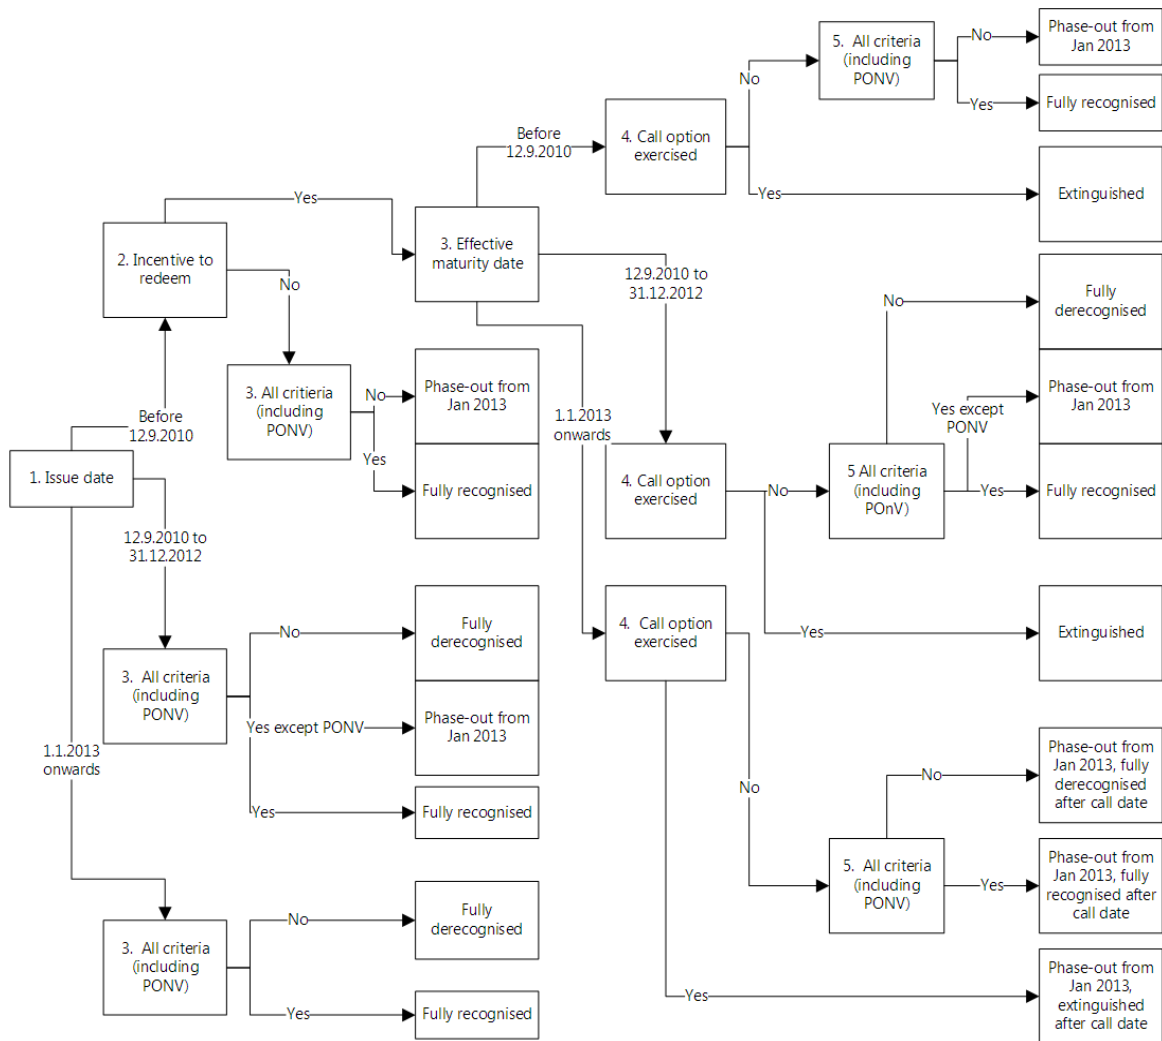 No
Phase-out from
Jan 2013
5.  All criteria
(including
PONV)
No
Yes
Fully recognised
Before
12.9.2010
4. Call option
exercised
Yes
Extinguished
Yes
2. Incentive to
redeem
No
3. Effective
maturity date
12.9.2010 to
31.12.2012
No
Fully
derecognised
3. All critieria
(including
PONV)
No
Phase-out from
Jan 2013
Yes
Fully recognised
1.1.2013
onwards
Yes except
PONV
Phase-out from
Jan 2013
Before
12.9.2010
1. Issue date
4. Call option
exercised
No
5 All criteria
(including
POnV)
Yes
Fully recognised
12.9.2010 to
31.12.2012
No
Fully
derecognised
4.  Call option
exercised
Yes
Extinguished
3.  All criteria
(including
PONV)
Yes except PONV
Phase-out from
Jan 2013
1.1.2013
onwards
Yes
Fully recognised
No
No
Phase-out from
Jan 2013, fully
derecognised
after call date
5.  All criteria
(including
PONV)
Yes
Phase-out from
Jan 2013, fully
recognised after
call date
3.  All criteria
(including
PONV)
No
Fully
derecognised
Yes
Fully recognised
Yes
Phase-out from
Jan 2013,
extinguished
after call date